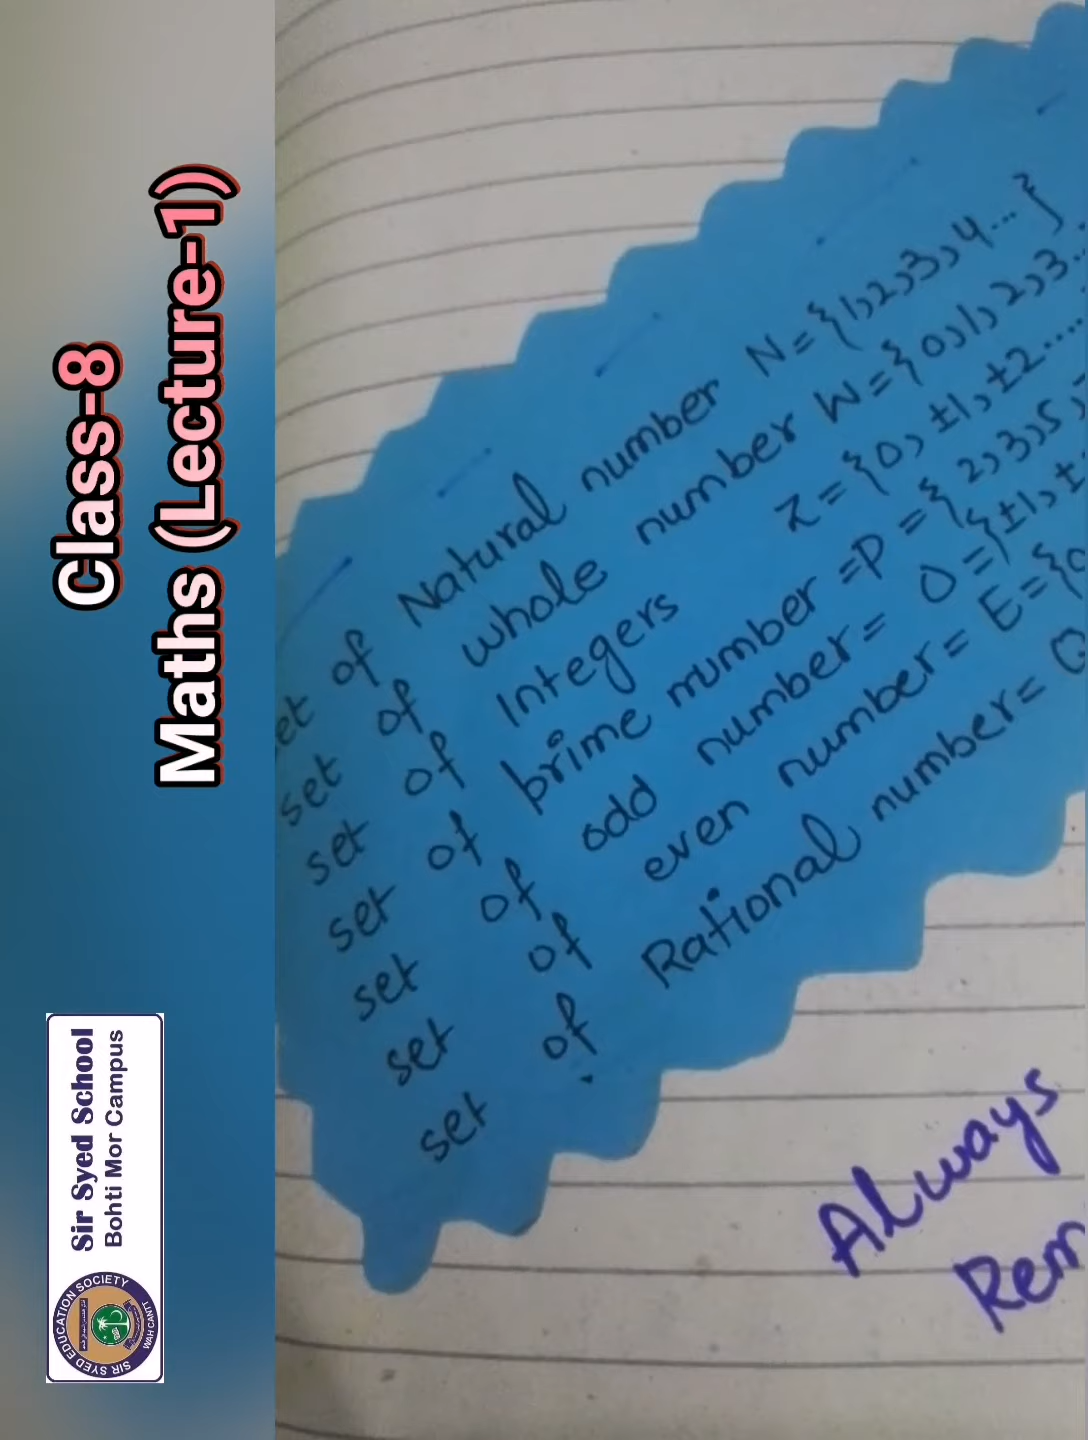 Class-8
Maths (Lecture-1)
Sir Syed School
Bohti Mor Campus
SIR SYED EDUCATION SOCIETY
WAH CANTT
et of Natural number N = {1,2,3,4...}
set of whole number W = {0,1,2,3..
set of Integers Z = {0, ±1, ±2.....
set of prime number = P = {2,3,5,
set of odd number = O = {±1, ±
set of even number = E = {0
set of Rational number = Q
Always
Rem